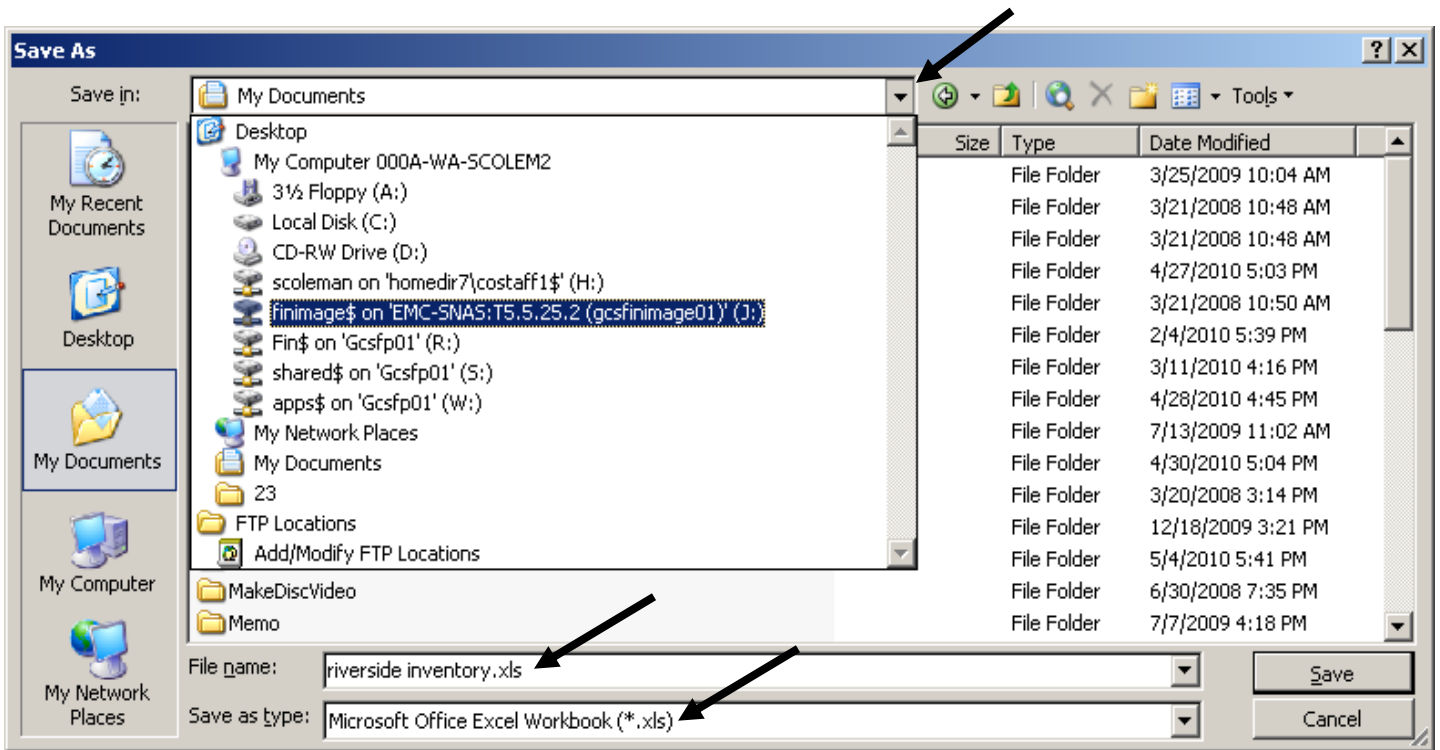 Save As
Save in:
My Documents
Tools
Desktop
My Computer 000A-WA-SCOLEM2
3½ Floppy (A:)
Local Disk (C:)
CD-RW Drive (D:)
scoleman on 'homedir7\costaff1$' (H:)
finimage$ on 'EMC-SNAS:T5.5.25.2 (gcsfinimage01)' (J:)
Fin$ on 'Gcsfp01' (R:)
shared$ on 'Gcsfp01' (S:)
apps$ on 'Gcsfp01' (W:)
My Network Places
My Documents
23
FTP Locations
Add/Modify FTP Locations
MakeDiscVideo
Memo
Size Type Date Modified
File Folder 3/25/2009 10:04 AM
File Folder 3/21/2008 10:48 AM
File Folder 3/21/2008 10:48 AM
File Folder 4/27/2010 5:03 PM
File Folder 3/21/2008 10:50 AM
File Folder 2/4/2010 5:39 PM
File Folder 3/11/2010 4:16 PM
File Folder 4/28/2010 4:45 PM
File Folder 7/13/2009 11:02 AM
File Folder 4/30/2010 5:04 PM
File Folder 3/20/2008 3:14 PM
File Folder 12/18/2009 3:21 PM
File Folder 5/4/2010 5:41 PM
File Folder 6/30/2008 7:35 PM
File Folder 7/7/2009 4:18 PM
My Recent
Documents
Desktop
My Documents
My Computer
My Network
Places
File name: riverside inventory.xls
Save as type: Microsoft Office Excel Workbook (*.xls)
Save
Cancel